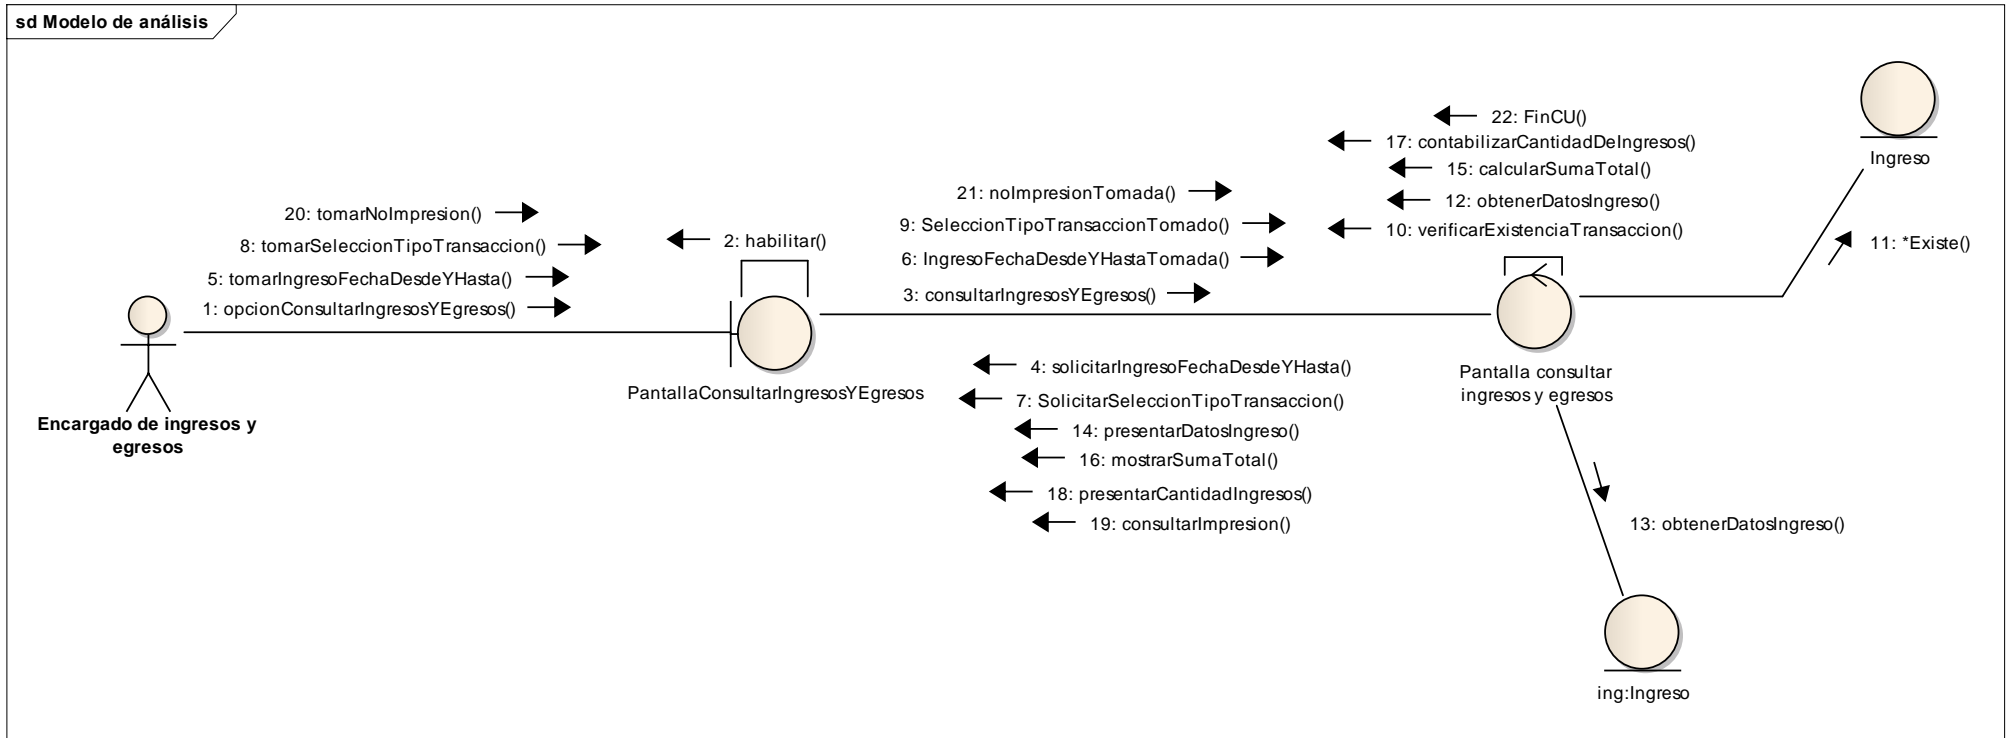 sd Modelo de análisis
20: tomarNoImpresion()
8: tomarSeleccionTipoTransaccion()
5: tomarIngresoFechaDesdeYHasta()
1: opcionConsultarIngresosYEgresos()
Encargado de ingresos y
egresos
2: habilitar()
PantallaConsultarIngresosYEgresos
21: noImpresionTomada()
9: SeleccionTipoTransaccionTomado()
6: IngresoFechaDesdeYHastaTomada()
3: consultarIngresosYEgresos()
4: solicitarIngresoFechaDesdeYHasta()
7: SolicitarSeleccionTipoTransaccion()
14: presentarDatosIngreso()
16: mostrarSumaTotal()
18: presentarCantidadIngresos()
19: consultarImpresion()
22: FinCU()
17: contabilizarCantidadDeIngresos()
15: calcularSumaTotal()
12: obtenerDatosIngreso()
10: verificarExistenciaTransaccion()
Pantalla consultar
ingresos y egresos
Ingreso
11: *Existe()
13: obtenerDatosIngreso()
ing:Ingreso